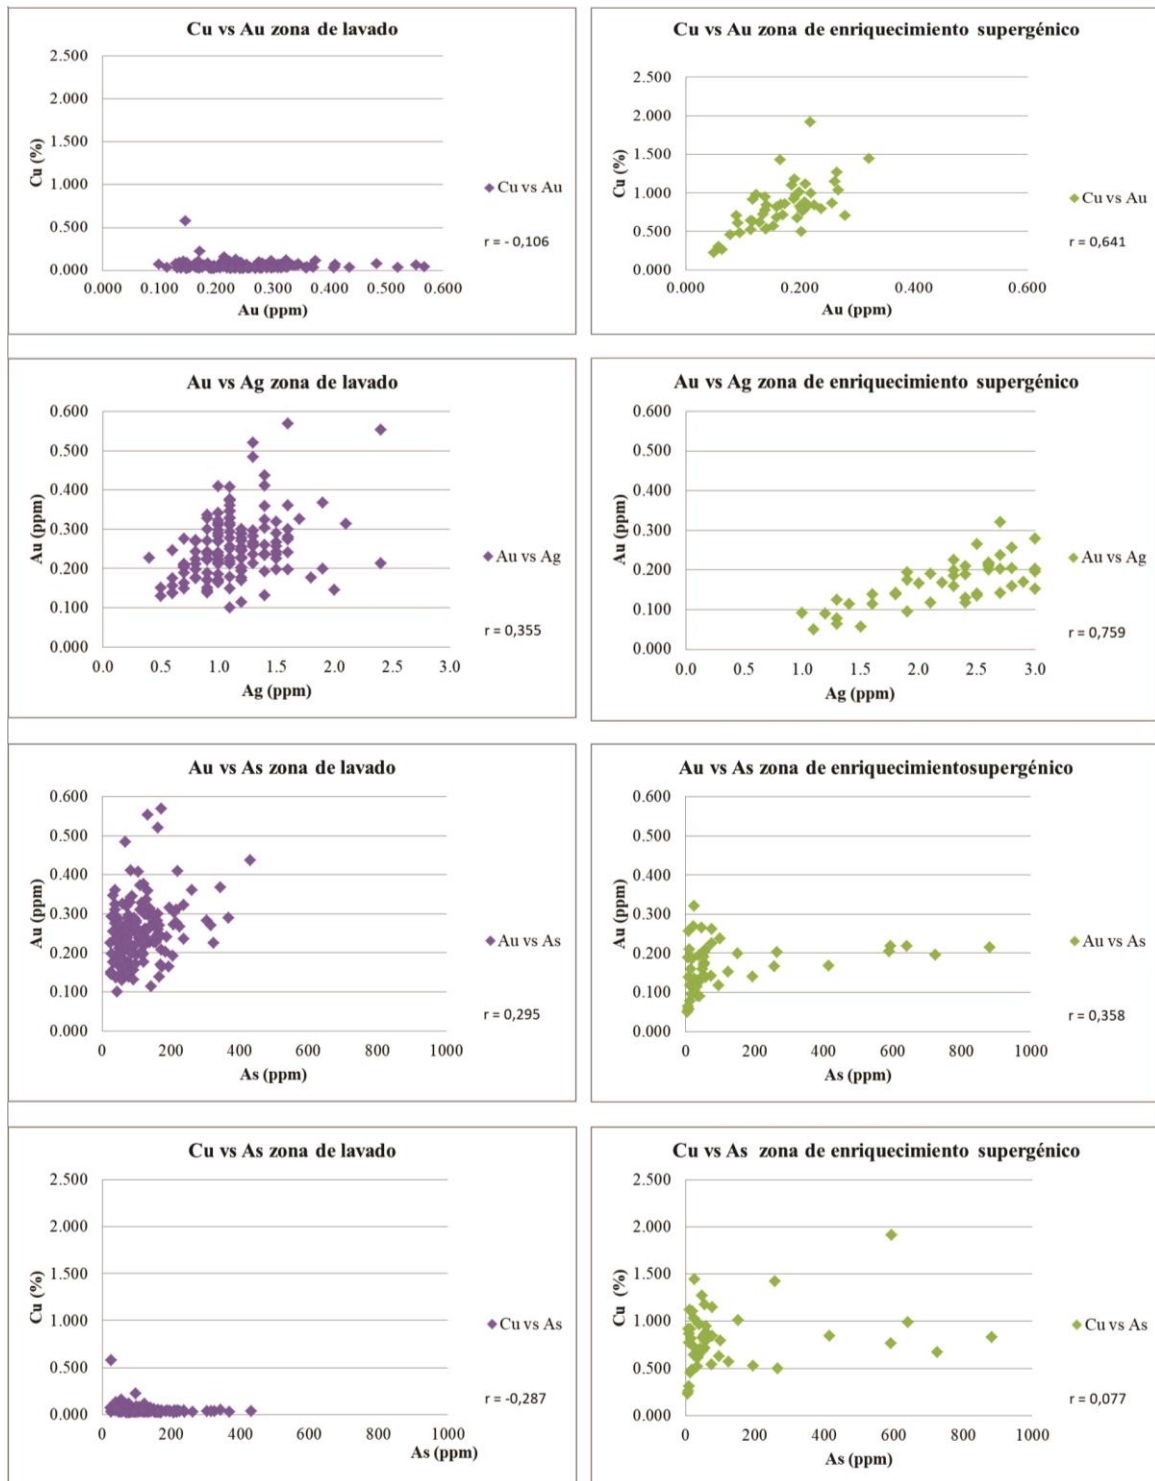 Cu vs Au zona de lavado
2.500
2.000
1.500
1.000
0.500
0.000
Cu (%)
0.000 0.100 0.200 0.300 0.400 0.500 0.600
Au (ppm)
Cu vs Au
r = - 0,106
Cu vs Au zona de enriquecimiento supergénico
2.500
2.000
1.500
1.000
0.500
0.000
Cu (%)
0.000 0.200 0.400 0.600
Au (ppm)
Cu vs Au
r = 0,641
Au vs Ag zona de lavado
0.600
0.500
0.400
0.300
0.200
0.100
0.000
Au (ppm)
0.0 0.5 1.0 1.5 2.0 2.5 3.0
Ag (ppm)
Au vs Ag
r = 0,355
Au vs Ag zona de enriquecimiento supergénico
0.600
0.500
0.400
0.300
0.200
0.100
0.000
Au (ppm)
0.0 0.5 1.0 1.5 2.0 2.5 3.0
Ag (ppm)
Au vs Ag
r = 0,759
Au vs As zona de lavado
0.600
0.500
0.400
0.300
0.200
0.100
0.000
Au (ppm)
0 200 400 600 800 1000
As (ppm)
Au vs As
r = 0,295
Au vs As zona de enriquecimientosupergénico
0.600
0.500
0.400
0.300
0.200
0.100
0.000
Au (ppm)
0 200 400 600 800 1000
As (ppm)
Au vs As
r = 0,358
Cu vs As zona de lavado
2.500
2.000
1.500
1.000
0.500
0.000
Cu (%)
0 200 400 600 800 1000
As (ppm)
Cu vs As
r = -0,287
Cu vs As zona de enriquecimiento supergénico
2.500
2.000
1.500
1.000
0.500
0.000
Cu (%)
0 200 400 600 800 1000
As (ppm)
Cu vs As
r = 0,077